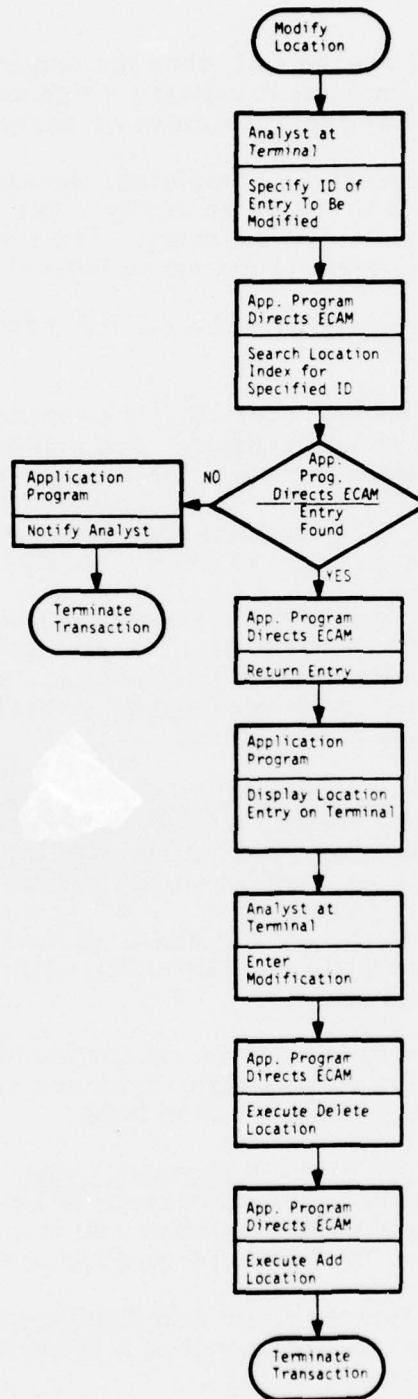 Modify
Location
Analyst at
Terminal
Specify ID of
Entry To Be
Modified
App. Program
Directs ECAM
Search Location
Index for
Specified ID
App.
Prog.
Directs ECAM
Entry
Found
NO
Application
Program
Notify Analyst
Terminate
Transaction
YES
App. Program
Directs ECAM
Return Entry
Application
Program
Display Location
Entry on Terminal
Analyst at
Terminal
Enter
Modification
App. Program
Directs ECAM
Execute Delete
Location
App. Program
Directs ECAM
Execute Add
Location
Terminate
Transaction